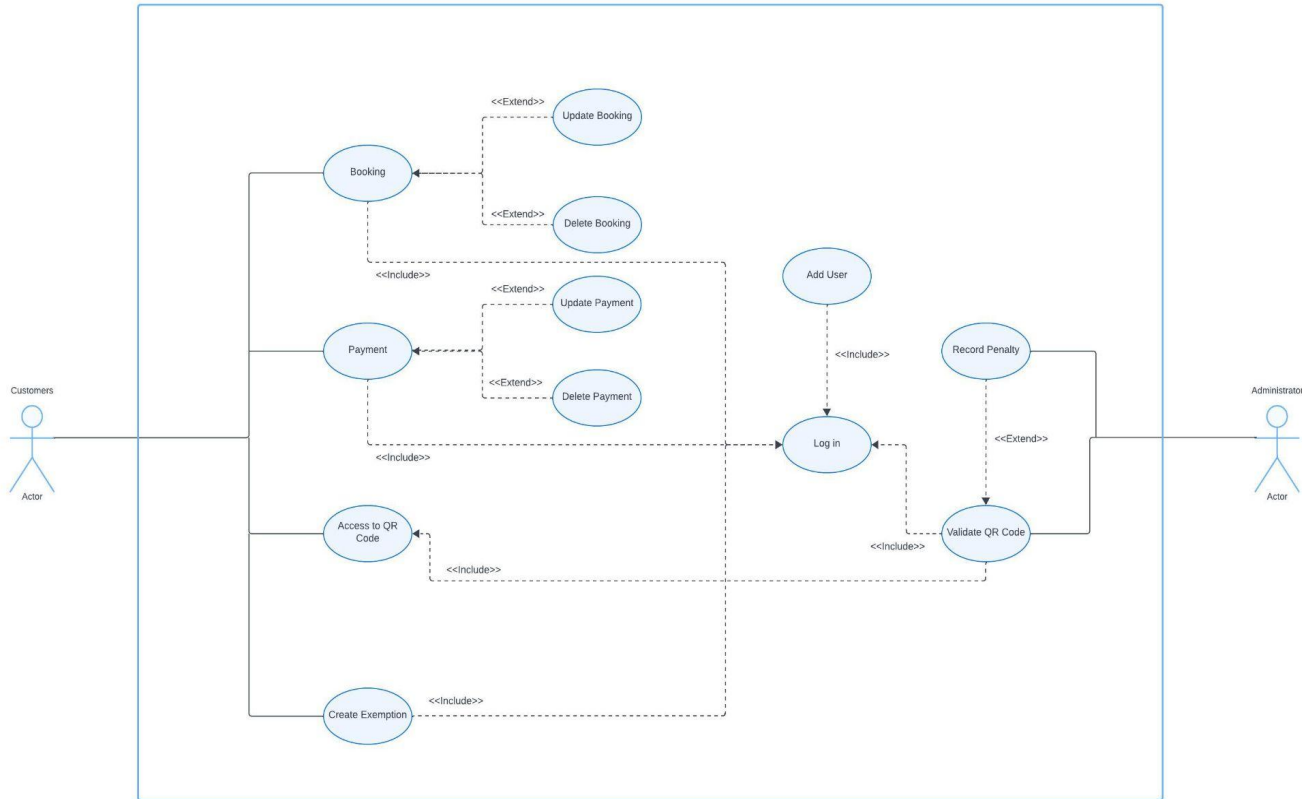 <<Extend>>
Update Booking
Booking
<<Extend>>
Delete Booking
<<Include>>
Add User
<<Extend>>
Update Payment
Payment
<<Include>>
Record Penalty
<<Extend>>
Delete Payment
Customers
Administrator
Log in
<<Extend>>
<<Include>>
Actor
Actor
Access to QR
Code
Validate QR Code
<<Include>>
<<Include>>
<<Include>>
Create Exemption